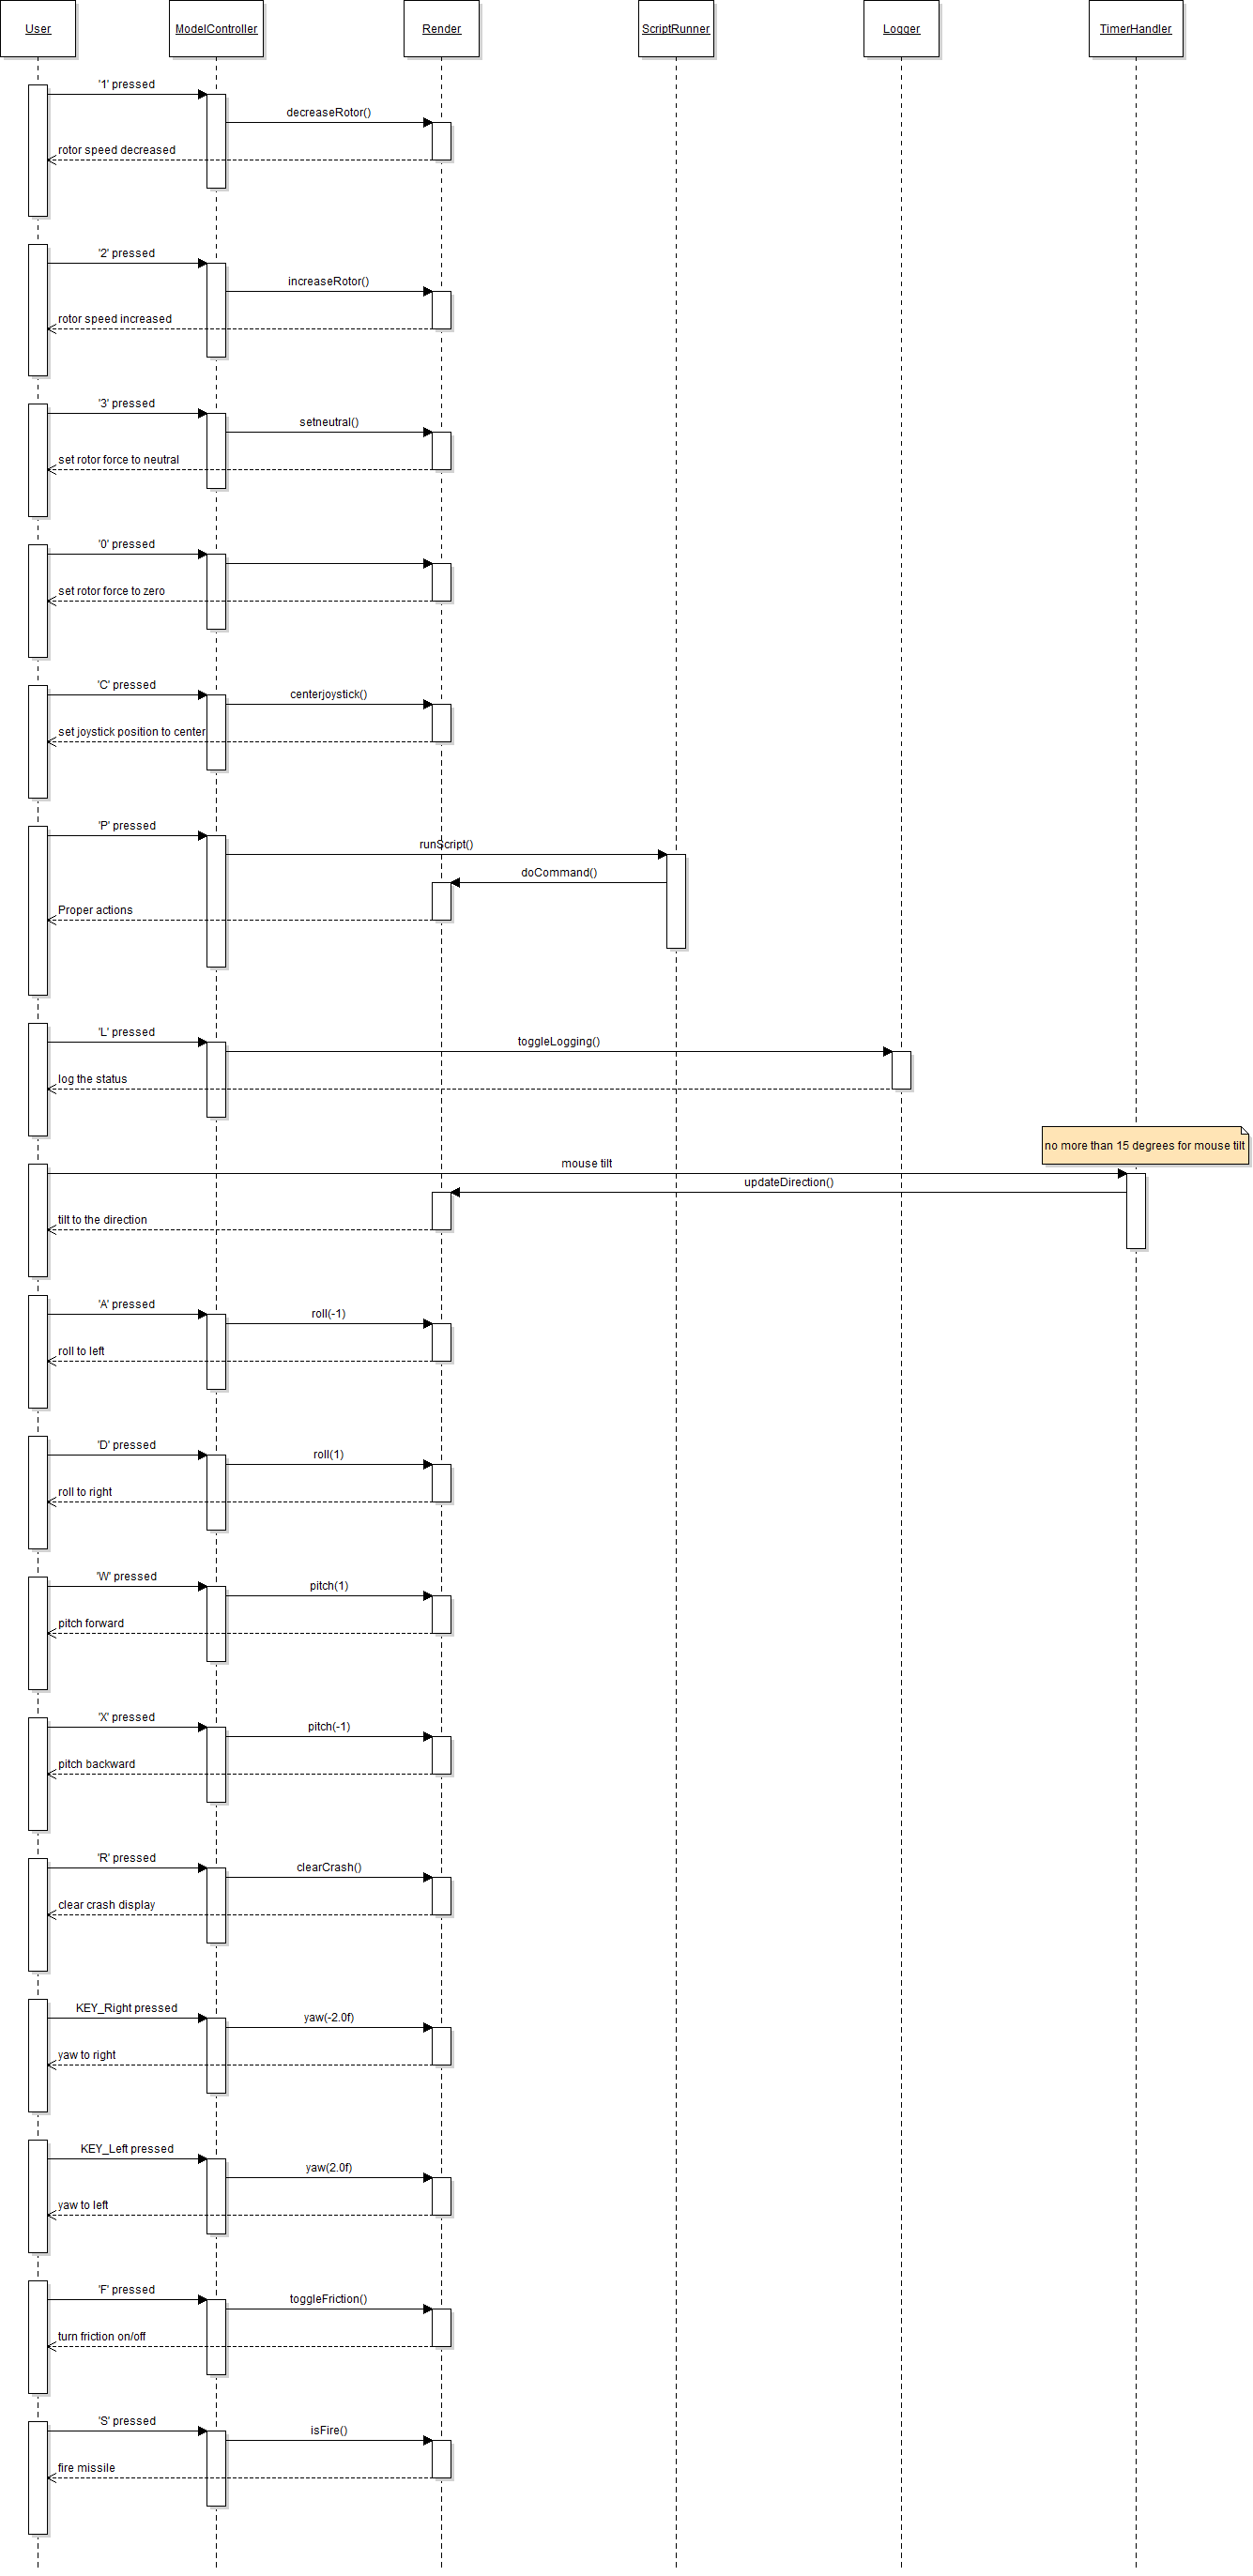 User
ModelController
Render
ScriptRunner
Logger
TimerHandler
'1' pressed
decreaseRotor()
rotor speed decreased
'2' pressed
increaseRotor()
rotor speed increased
'3' pressed
setneutral()
set rotor force to neutral
'0' pressed
set rotor force to zero
'C' pressed
centerjoystick()
set joystick position to center
'P' pressed
runScript()
doCommand()
Proper actions
'L' pressed
toggleLogging()
log the status
no more than 15 degrees for mouse tilt
mouse tilt
updateDirection()
tilt to the direction
'A' pressed
roll(-1)
roll to left
'D' pressed
roll(1)
roll to right
'W' pressed
pitch(1)
pitch forward
'X' pressed
pitch(-1)
pitch backward
'R' pressed
clearCrash()
clear crash display
KEY_Right pressed
yaw(-2.0f)
yaw to right
KEY_Left pressed
yaw(2.0f)
yaw to left
'F' pressed
toggleFriction()
turn friction on/off
'S' pressed
isFire()
fire missile